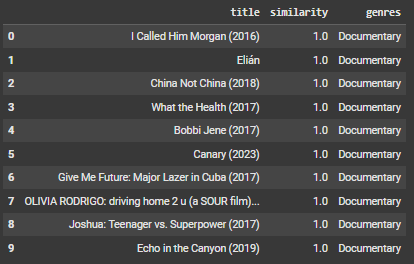 title similarity genres
0 I Called Him Morgan (2016) 1.0 Documentary
1 Elián 1.0 Documentary
2 China Not China (2018) 1.0 Documentary
3 What the Health (2017) 1.0 Documentary
4 Bobbi Jene (2017) 1.0 Documentary
5 Canary (2023) 1.0 Documentary
6 Give Me Future: Major Lazer in Cuba (2017) 1.0 Documentary
7 OLIVIA RODRIGO: driving home 2 u (a SOUR film)... 1.0 Documentary
8 Joshua: Teenager vs. Superpower (2017) 1.0 Documentary
9 Echo in the Canyon (2019) 1.0 Documentary